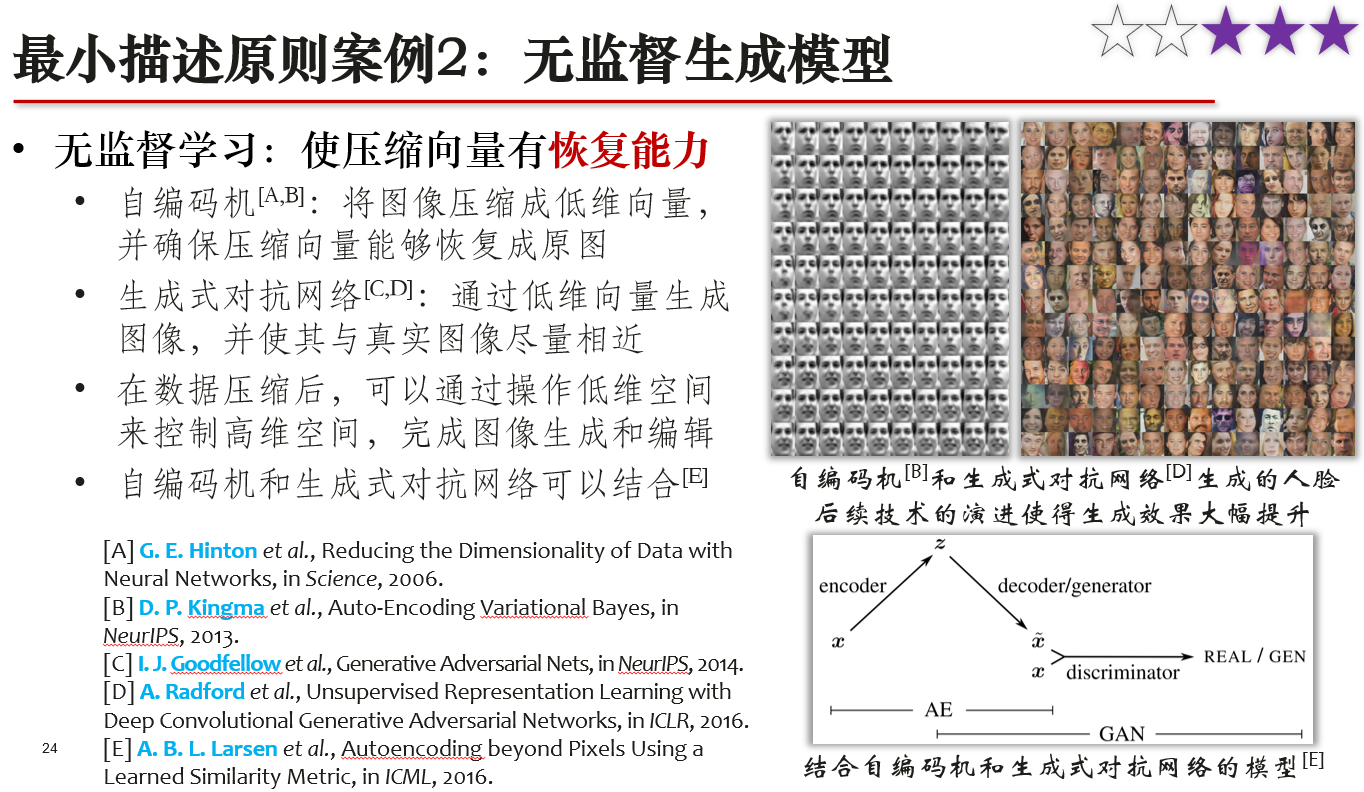 最小描述原则案例2：无监督生成模型
• 无监督学习：使压缩向量有恢复能力
• 自编码机[A,B]：将图像压缩成低维向量，
并确保压缩向量能够恢复成原图
• 生成式对抗网络[C,D]：通过低维向量生成
图像，并使其与真实图像尽量相近
• 在数据压缩后，可以通过操作低维空间
来控制高维空间，完成图像生成和编辑
• 自编码机和生成式对抗网络可以结合[E]
[A] G. E. Hinton et al., Reducing the Dimensionality of Data with
Neural Networks, in Science, 2006.
[B] D. P. Kingma et al., Auto-Encoding Variational Bayes, in
NeurIPS, 2013.
[C] I. J. Goodfellow et al., Generative Adversarial Nets, in NeurIPS, 2014.
[D] A. Radford et al., Unsupervised Representation Learning with
Deep Convolutional Generative Adversarial Networks, in ICLR, 2016.
[E] A. B. L. Larsen et al., Autoencoding beyond Pixels Using a
Learned Similarity Metric, in ICML, 2016.
24
自编码机[B]和生成式对抗网络[D]生成的人脸
后续技术的演进使得生成效果大幅提升
z
encoder
decoder/generator
x
x̃
x
discriminator
REAL / GEN
AE
GAN
结合自编码机和生成式对抗网络的模型[E]